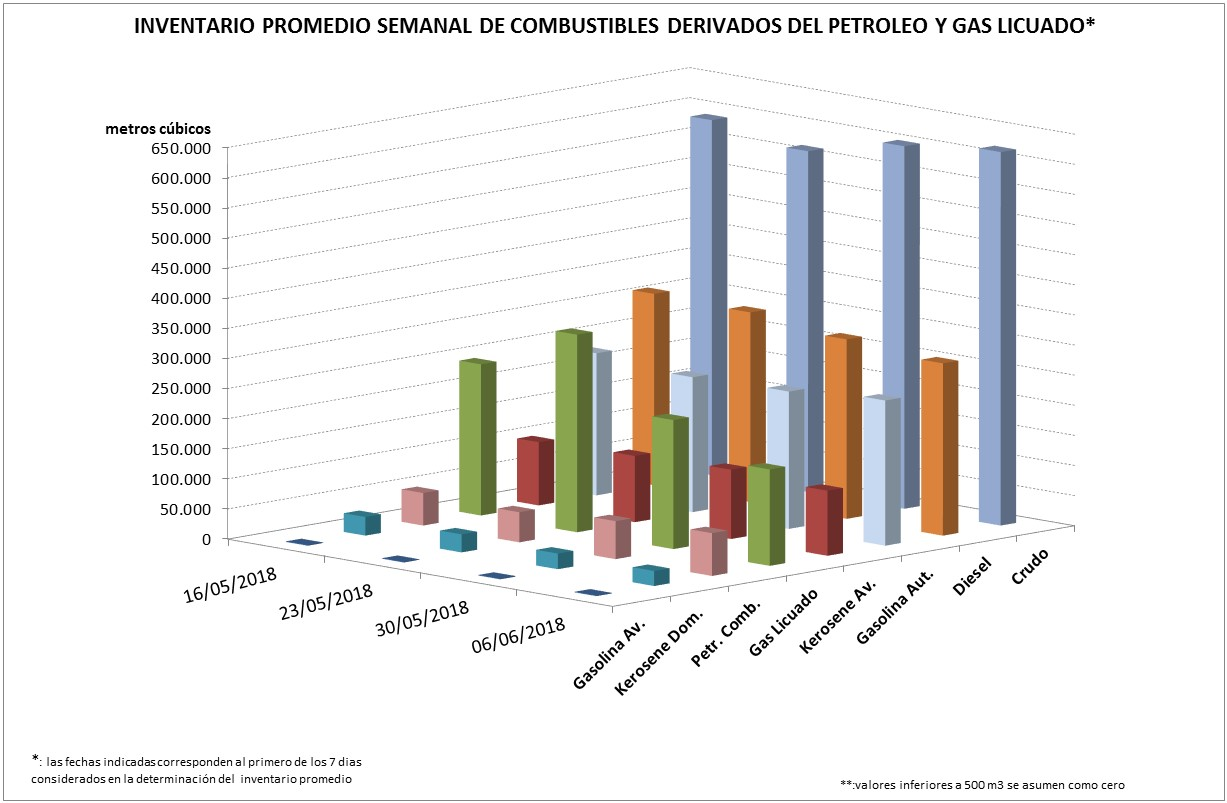 INVENTARIO PROMEDIO SEMANAL DE COMBUSTIBLES DERIVADOS DEL PETROLEO Y GAS LICUADO*
metros cúbicos
650.000
600.000
550.000
500.000
450.000
400.000
350.000
300.000
250.000
200.000
150.000
100.000
50.000
0
16/05/2018
23/05/2018
30/05/2018
06/06/2018
Gasolina Av.
Kerosene Dom.
Petr. Comb.
Gas Licuado
Kerosene Av.
Gasolina Aut.
Diesel
Crudo
*: las fechas indicadas corresponden al primero de los 7 dias
considerados en la determinación del inventario promedio
**:valores inferiores a 500 m3 se asumen como cero